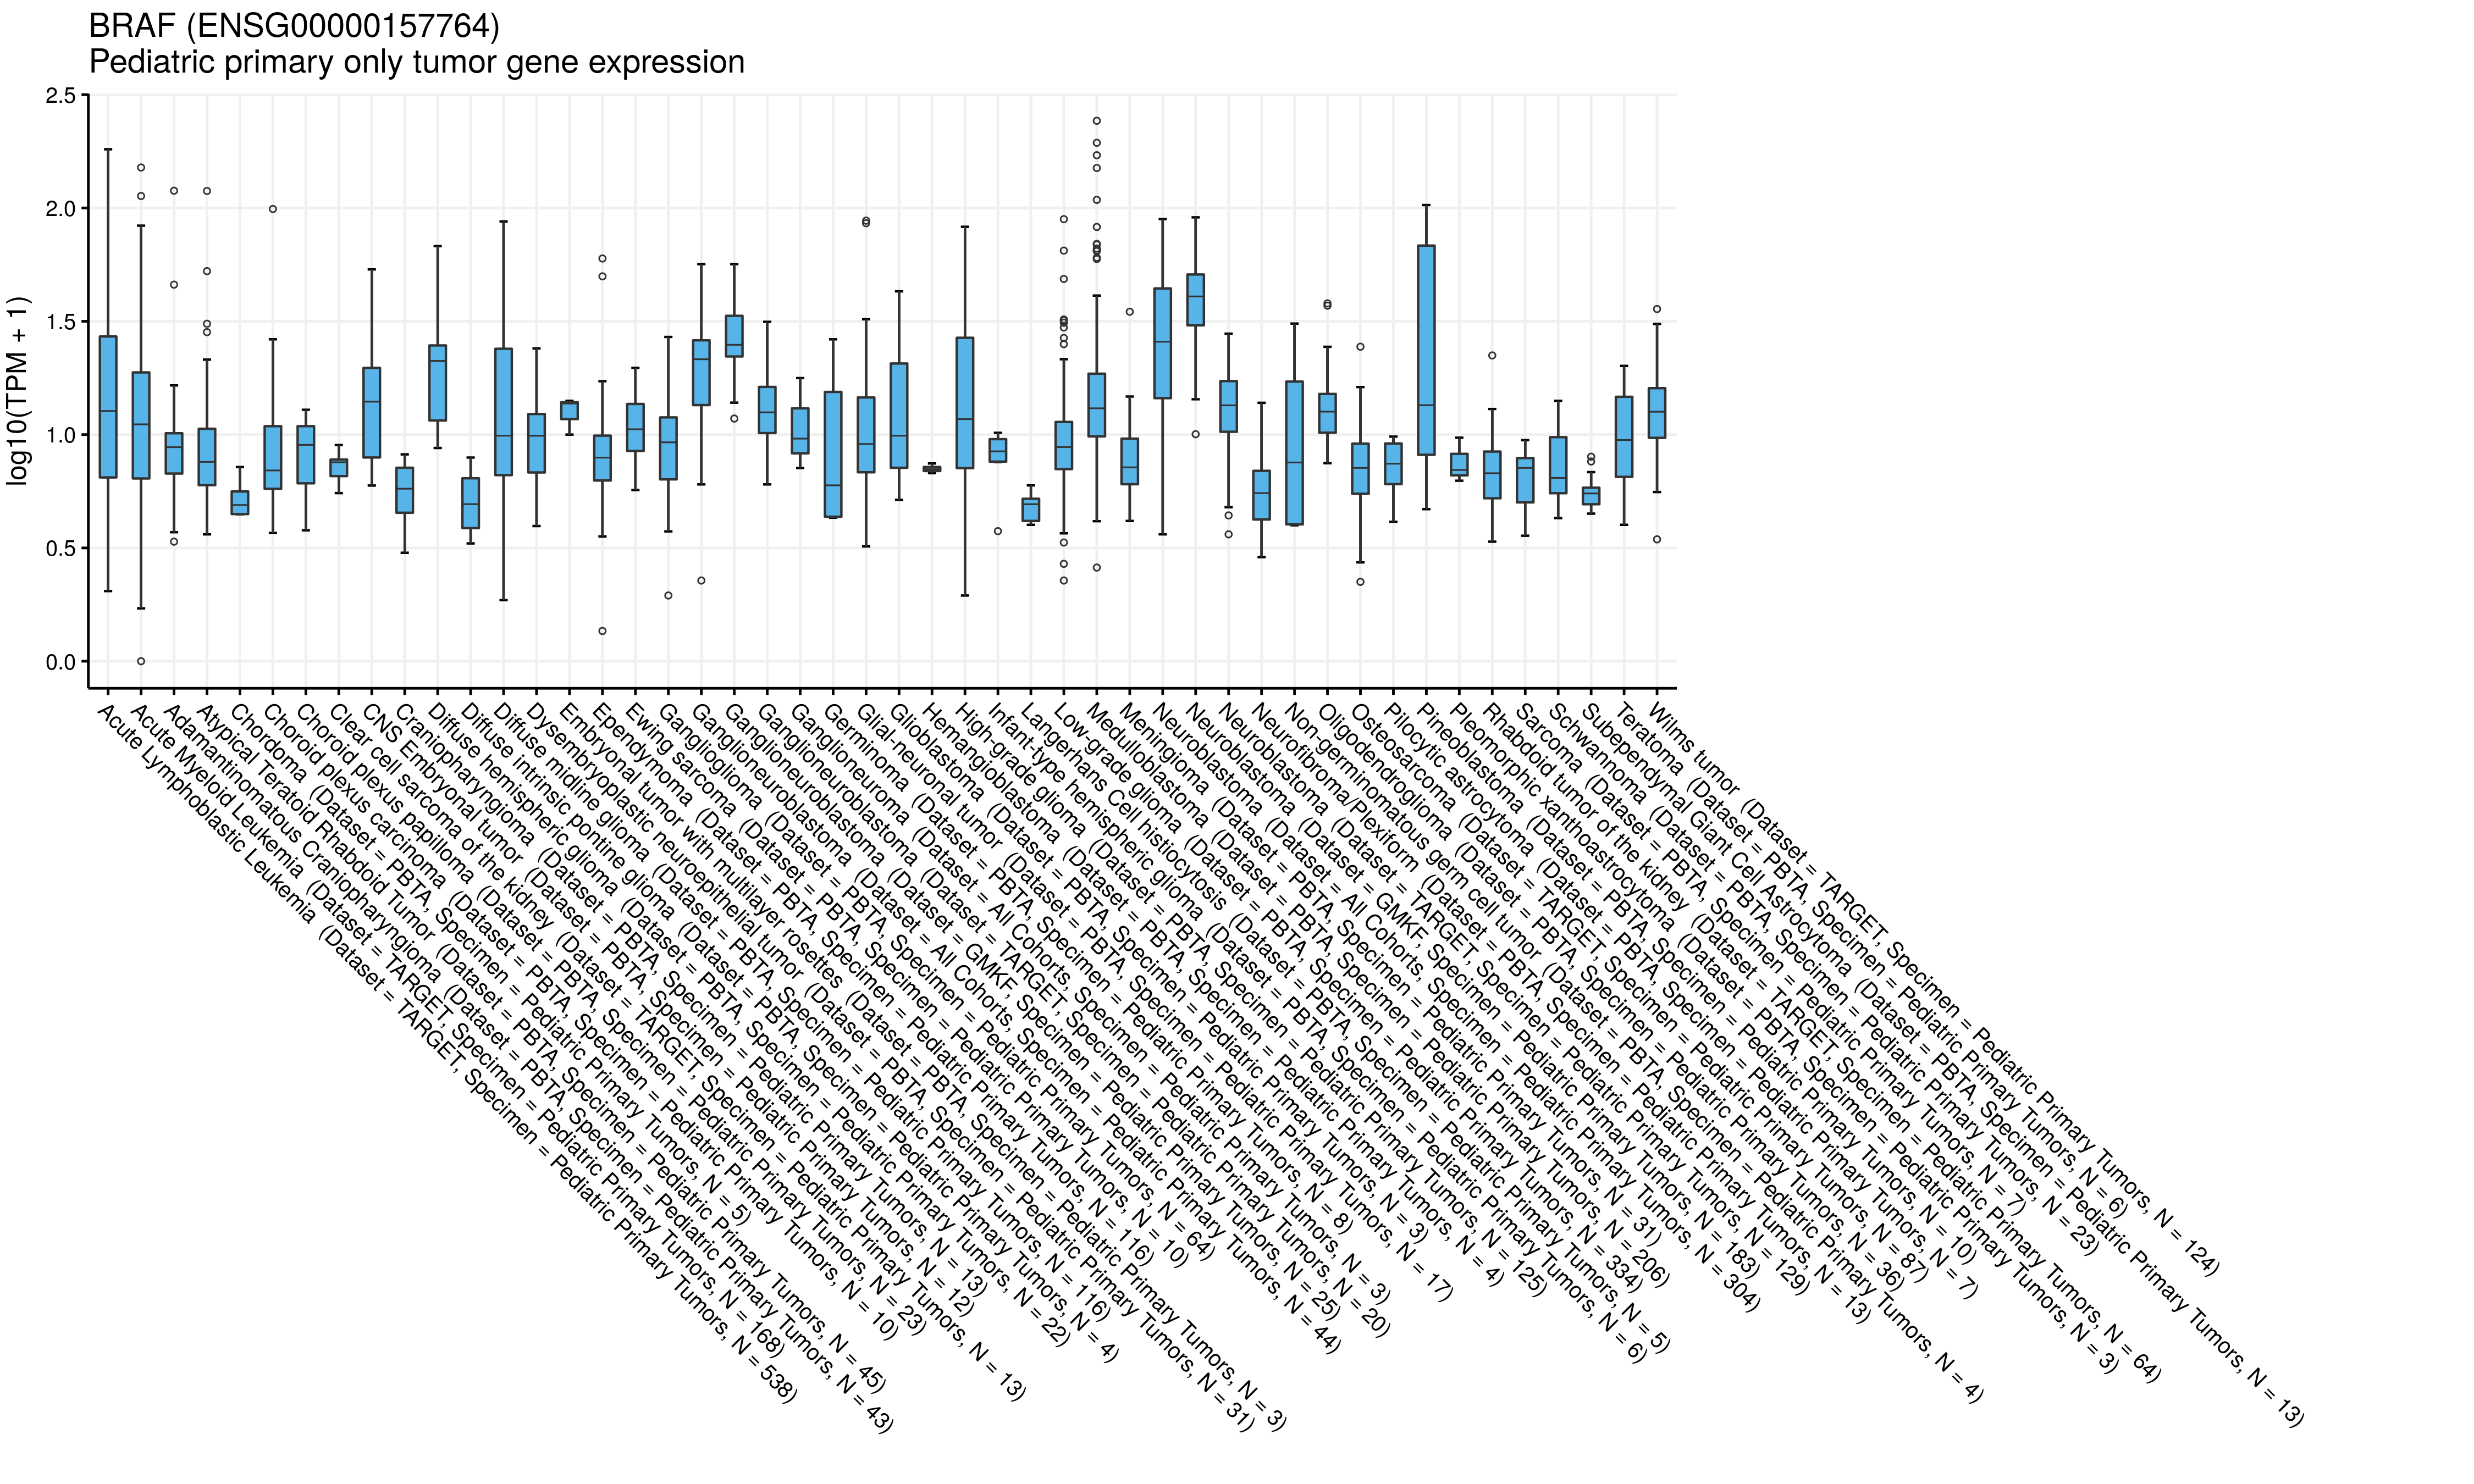 BRAF (ENSG00000157764)
Pediatric primary only tumor gene expression
log10(TPM + 1)
2.5
2.0
1.5
1.0
0.5
0.0
Acute Lymphoblastic Leukemia (Dataset = TARGET, Specimen = Pediatric Primary Tumors, N = 538)
Acute Myeloid Leukemia (Dataset = TARGET, Specimen = Pediatric Primary Tumors, N = 168)
Adamantinomatous Craniopharyngioma (Dataset = PBTA, Specimen = Pediatric Primary Tumors, N = 43)
Atypical Teratoid Rhabdoid Tumor (Dataset = PBTA, Specimen = Pediatric Primary Tumors, N = 45)
Chordoma (Dataset = PBTA, Specimen = Pediatric Primary Tumors, N = 5)
Choroid plexus carcinoma (Dataset = PBTA, Specimen = Pediatric Primary Tumors, N = 10)
Choroid plexus papilloma (Dataset = PBTA, Specimen = Pediatric Primary Tumors, N = 23)
Clear cell sarcoma of the kidney (Dataset = TARGET, Specimen = Pediatric Primary Tumors, N = 13)
CNS Embryonal tumor (Dataset = PBTA, Specimen = Pediatric Primary Tumors, N = 12)
Craniopharyngioma (Dataset = PBTA, Specimen = Pediatric Primary Tumors, N = 13)
Diffuse hemispheric glioma (Dataset = PBTA, Specimen = Pediatric Primary Tumors, N = 22)
Diffuse intrinsic pontine glioma (Dataset = PBTA, Specimen = Pediatric Primary Tumors, N = 4)
Diffuse midline glioma (Dataset = PBTA, Specimen = Pediatric Primary Tumors, N = 116)
Dysembryoplastic neuroepithelial tumor (Dataset = PBTA, Specimen = Pediatric Primary Tumors, N = 31)
Embryonal tumor with multilayer rosettes (Dataset = PBTA, Specimen = Pediatric Primary Tumors, N = 3)
Ependymoma (Dataset = PBTA, Specimen = Pediatric Primary Tumors, N = 116)
Ewing sarcoma (Dataset = PBTA, Specimen = Pediatric Primary Tumors, N = 10)
Ganglioglioma (Dataset = PBTA, Specimen = Pediatric Primary Tumors, N = 64)
Ganglioneuroblastoma (Dataset = All Cohorts, Specimen = Pediatric Primary Tumors, N = 44)
Ganglioneuroblastoma (Dataset = GMKF, Specimen = Pediatric Primary Tumors, N = 25)
Ganglioneuroblastoma (Dataset = TARGET, Specimen = Pediatric Primary Tumors, N = 20)
Ganglioneuroma (Dataset = All Cohorts, Specimen = Pediatric Primary Tumors, N = 3)
Germinoma (Dataset = PBTA, Specimen = Pediatric Primary Tumors, N = 8)
Glial-neuronal tumor (Dataset = PBTA, Specimen = Pediatric Primary Tumors, N = 17)
Glioblastoma (Dataset = PBTA, Specimen = Pediatric Primary Tumors, N = 3)
Hemangioblastoma (Dataset = PBTA, Specimen = Pediatric Primary Tumors, N = 4)
High-grade glioma (Dataset = PBTA, Specimen = Pediatric Primary Tumors, N = 125)
Infant-type hemispheric glioma (Dataset = PBTA, Specimen = Pediatric Primary Tumors, N = 6)
Langerhans Cell histiocytosis (Dataset = PBTA, Specimen = Pediatric Primary Tumors, N = 5)
Low-grade glioma (Dataset = PBTA, Specimen = Pediatric Primary Tumors, N = 334)
Medulloblastoma (Dataset = PBTA, Specimen = Pediatric Primary Tumors, N = 206)
Meningioma (Dataset = PBTA, Specimen = Pediatric Primary Tumors, N = 31)
Neuroblastoma (Dataset = All Cohorts, Specimen = Pediatric Primary Tumors, N = 304)
Neuroblastoma (Dataset = GMKF, Specimen = Pediatric Primary Tumors, N = 183)
Neuroblastoma (Dataset = TARGET, Specimen = Pediatric Primary Tumors, N = 129)
Neurofibroma/Plexiform (Dataset = PBTA, Specimen = Pediatric Primary Tumors, N = 13)
Non-germinomatous germ cell tumor (Dataset = PBTA, Specimen = Pediatric Primary Tumors, N = 4)
Oligodendroglioma (Dataset = PBTA, Specimen = Pediatric Primary Tumors, N = 36)
Osteosarcoma (Dataset = TARGET, Specimen = Pediatric Primary Tumors, N = 87)
Pilocytic astrocytoma (Dataset = PBTA, Specimen = Pediatric Primary Tumors, N = 7)
Pineoblastoma (Dataset = PBTA, Specimen = Pediatric Primary Tumors, N = 10)
Pleomorphic xanthoastrocytoma (Dataset = PBTA, Specimen = Pediatric Primary Tumors, N = 3)
Rhabdoid tumor of the kidney (Dataset = TARGET, Specimen = Pediatric Primary Tumors, N = 64)
Sarcoma (Dataset = PBTA, Specimen = Pediatric Primary Tumors, N = 7)
Schwannoma (Dataset = PBTA, Specimen = Pediatric Primary Tumors, N = 23)
Subependymal Giant Cell Astrocytoma (Dataset = PBTA, Specimen = Pediatric Primary Tumors, N = 13)
Teratoma (Dataset = PBTA, Specimen = Pediatric Primary Tumors, N = 6)
Wilms tumor (Dataset = TARGET, Specimen = Pediatric Primary Tumors, N = 124)